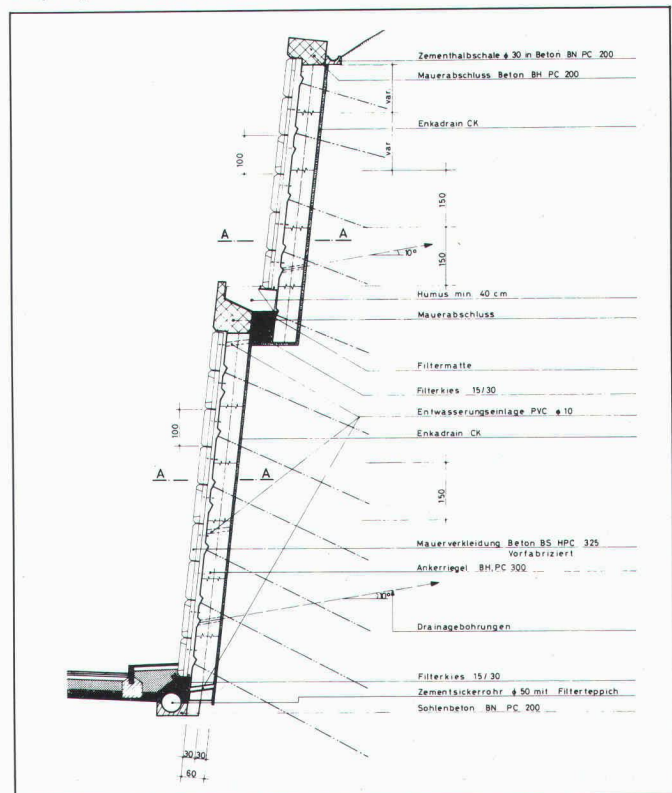 Zementhalbschale ϕ 30 in Beton BN PC 200
Mauerabschluss Beton BH PC 200
var.
Enkadrain CK
var
100
150
A
A
150
10°
Humus min. 40 cm
Mauerabschluss
Filtermatte
Filterkies 15/30
Entwasserungseinlage PVC ϕ 10
100
Enkadrain CK
A
A
150
Mauerverkleidung Beton BS HPC 325
Vorfabriziert
Ankerriegel BH, PC 300
10°
Drainagebohrungen
Filterkies 15/30
Zementsickerrohr ϕ 50 mit Filterteppich
Sohlenbeton BN PC 200
30 30
60